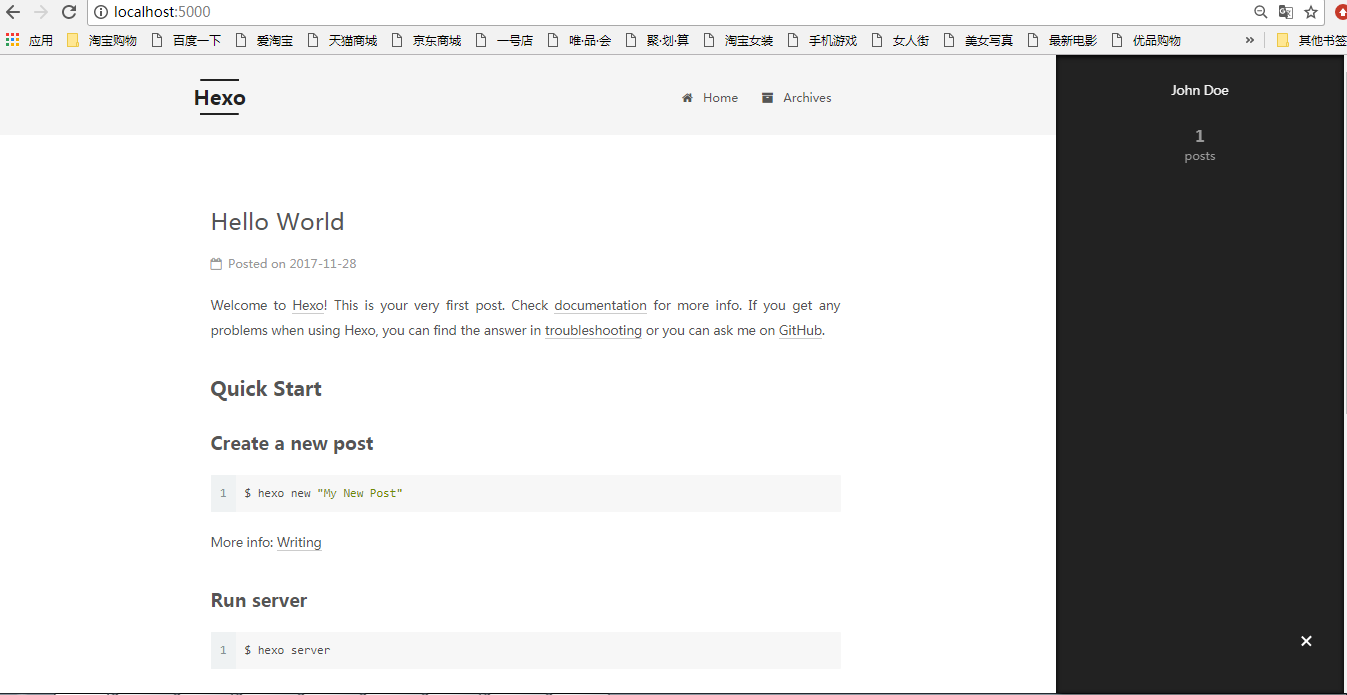 localhost:5000
应用 淘宝购物 百度一下 爱淘宝 天猫商城 京东商城 一号店 唯·品·会 聚·划·算 淘宝女装 手机游戏 女人街 美女写真 最新电影 优品购物 » 其他书签
Hexo
Home Archives
John Doe
1
posts
Hello World
Posted on 2017-11-28
Welcome to Hexo! This is your very first post. Check documentation for more info. If you get any
problems when using Hexo, you can find the answer in troubleshooting or you can ask me on GitHub.
Quick Start
Create a new post
1 $ hexo new "My New Post"
More info: Writing
Run server
1 $ hexo server